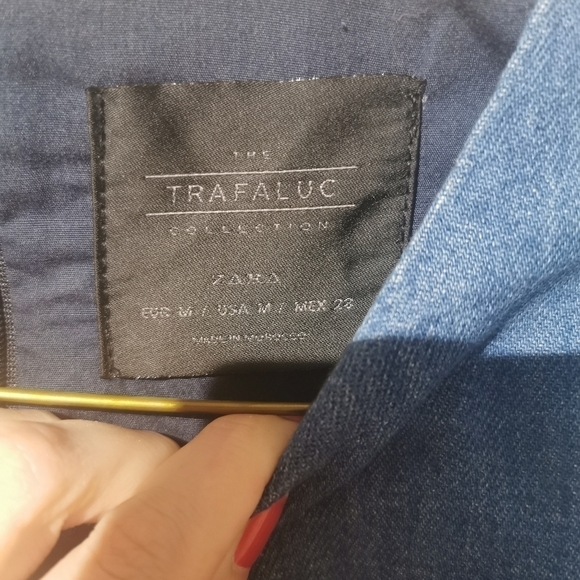 THE
TRAFALUC
COLLECTION
ZARA
EUR M / USA M / MEX 28
MADE IN MOROCCO